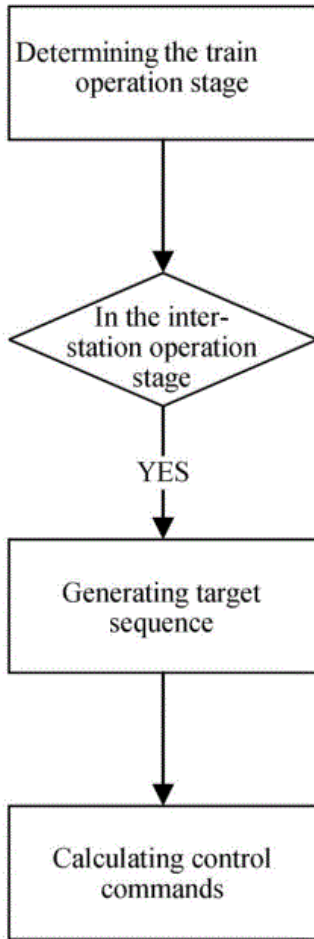 Determining the train
operation stage
In the inter-
station operation
stage
YES
Generating target
sequence
Calculating control
commands